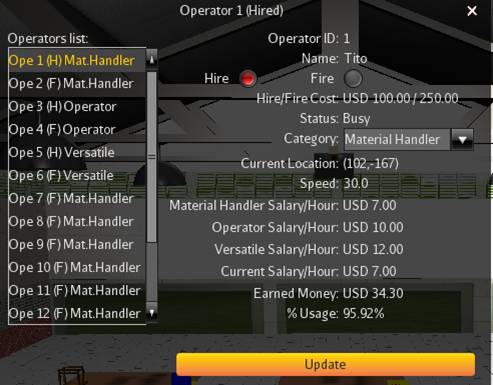 Operator 1 (Hired)
×
Operators list:
Ope 1 (H) Mat.Handler
Ope 2 (F) Mat.Handler
Ope 3 (H) Operator
Ope 4 (F) Operator
Ope 5 (H) Versatile
Ope 6 (F) Versatile
Ope 7 (F) Mat.Handler
Ope 8 (F) Mat.Handler
Ope 9 (F) Mat.Handler
Ope 10 (F) Mat.Handler
Ope 11 (F) Mat.Handler
Ope 12 (F) Mat.Handler
Operator ID: 1
Name: Tito
Hire Fire
Hire/Fire Cost: USD 100.00 / 250.00
Status: Busy
Category: Material Handler
Current Location: (102,-167)
Speed: 30.0
Material Handler Salary/Hour: USD 7.00
Operator Salary/Hour: USD 10.00
Versatile Salary/Hour: USD 12.00
Current Salary/Hour: USD 7.00
Earned Money: USD 34.30
% Usage: 95.92%
Update